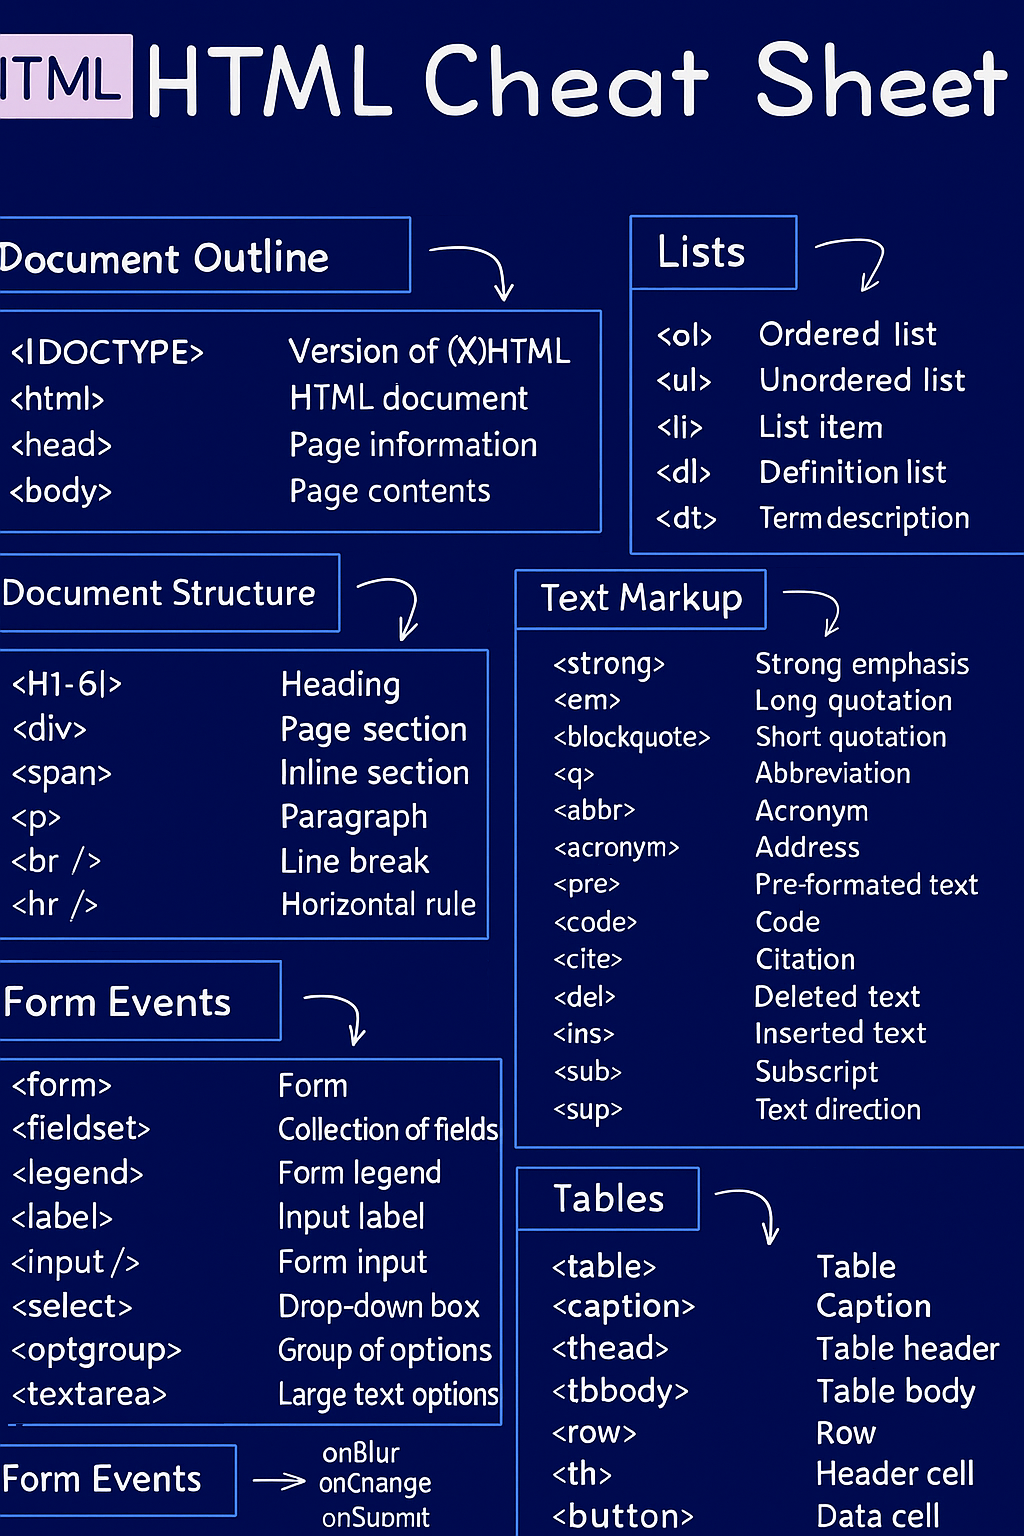 HTML HTML Cheat Sheet
Document Outline
<!DOCTYPE> Version of (X)HTML
<html> HTML document
<head> Page information
<body> Page contents
Lists
<ol> Ordered list
<ul> Unordered list
<li> List item
<dl> Definition list
<dt> Term description
Document Structure
<H1-6|> Heading
<div> Page section
<span> Inline section
<p> Paragraph
<br /> Line break
<hr /> Horizontal rule
Text Markup
<strong> Strong emphasis
<em> Long quotation
<blockquote> Short quotation
<q> Abbreviation
<abbr> Acronym
<acronym> Address
<pre> Pre-formated text
<code> Code
<cite> Citation
<del> Deleted text
<ins> Inserted text
<sub> Subscript
<sup> Text direction
Form Events
<form> Form
<fieldset> Collection of fields
<legend> Form legend
<label> Input label
<input /> Form input
<select> Drop-down box
<optgroup> Group of options
<textarea> Large text options
Form Events
onBlur
onCnange
onSupmit
Tables
<table> Table
<caption> Caption
<thead> Table header
<tbbody> Table body
<row> Row
<th> Header cell
<button> Data cell